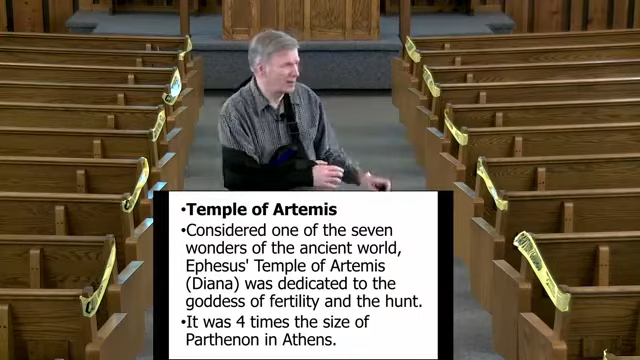 •Temple of Artemis
•Considered one of the seven
wonders of the ancient world,
Ephesus' Temple of Artemis
(Diana) was dedicated to the
goddess of fertility and the hunt.
•It was 4 times the size of
Parthenon in Athens.